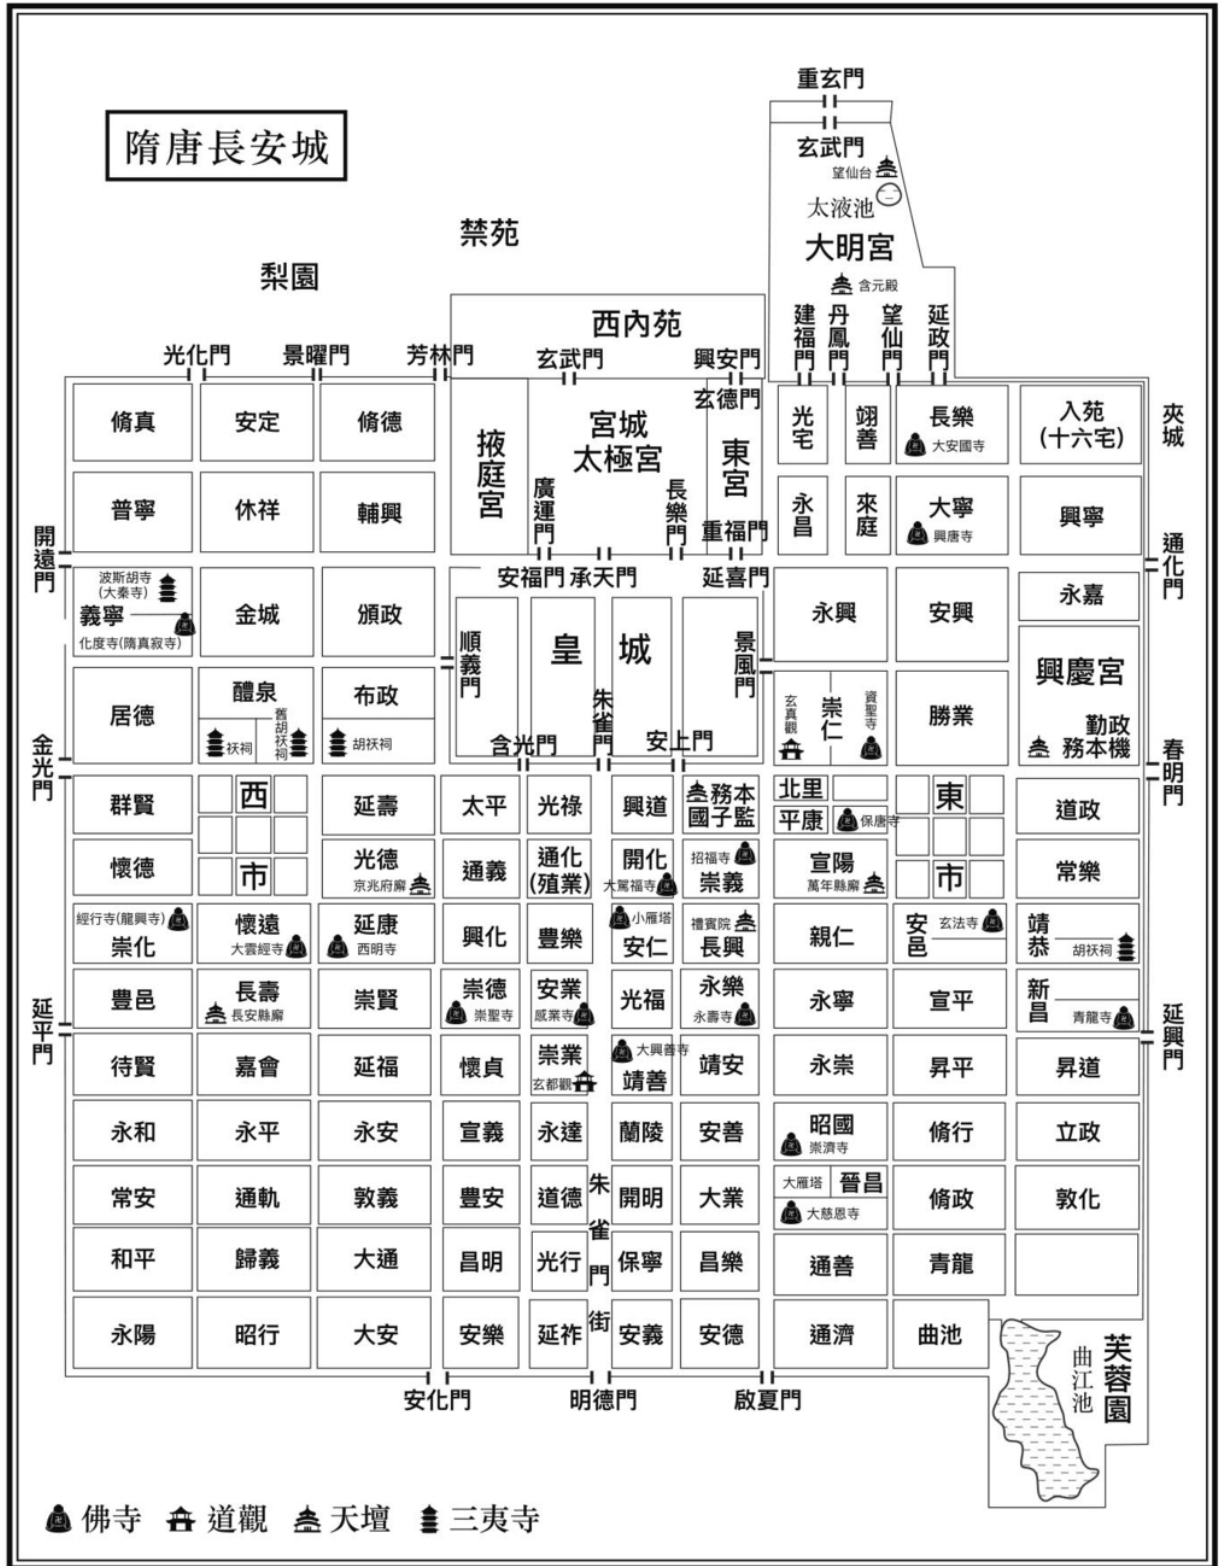 重玄門
隋唐長安城
玄武門
望仙台
太液池
大明宮
禁苑
梨園
含元殿
西內苑
建福門
丹鳳門
望仙門
延政門
光化門
景曜門
芳林門
玄武門
興安門
玄德門
脩真
安定
脩德
掖庭宮
宮城
太極宮
東宮
光宅
翊善
長樂
大安國寺
入苑
(十六宅)
夾城
普寧
休祥
輔興
廣運門
長樂門
重福門
永昌
來庭
大寧
興唐寺
興寧
開遠門
通化門
安福門
承天門
延喜門
波斯胡寺
(大秦寺)
義寧
化度寺(隋真寂寺)
金城
頒政
順義門
皇城
朱雀門
景風門
永興
安興
永嘉
興慶宮
勤政
務本機
居德
醴泉
祆祠
舊胡祆祠
布政
胡祆祠
含光門
安上門
玄真觀
崇仁
資聖寺
勝業
金光門
春明門
群賢
西
延壽
太平
光祿
興道
務本
國子監
北里
平康
保唐寺
東
道政
懷德
市
光德
京兆府廨
通義
通化
(殖業)
開化
大薦福寺
招福寺
崇義
宣陽
萬年縣廨
市
常樂
經行寺(龍興寺)
崇化
懷遠
大雲經寺
延康
西明寺
興化
豊樂
小雁塔
安仁
禮賓院
長興
親仁
安邑
玄法寺
靖恭
胡祆祠
延平門
豊邑
長壽
長安縣廨
崇賢
崇德
崇聖寺
安業
感業寺
光福
永樂
永壽寺
永寧
宣平
新昌
青龍寺
延興門
待賢
嘉會
延福
懷貞
崇業
玄都觀
大興善寺
靖善
靖安
永崇
昇平
昇道
永和
永平
永安
宣義
永達
蘭陵
安善
昭國
崇濟寺
脩行
立政
常安
通軌
敦義
豊安
道德
朱雀門街
開明
大業
大雁塔
晉昌
大慈恩寺
脩政
敦化
和平
歸義
大通
昌明
光行
保寧
昌樂
通善
青龍
永陽
昭行
大安
安樂
延祚
安義
安德
通濟
曲池
曲江池
芙蓉園
安化門
明德門
啟夏門
佛寺
道觀
天壇
三夷寺